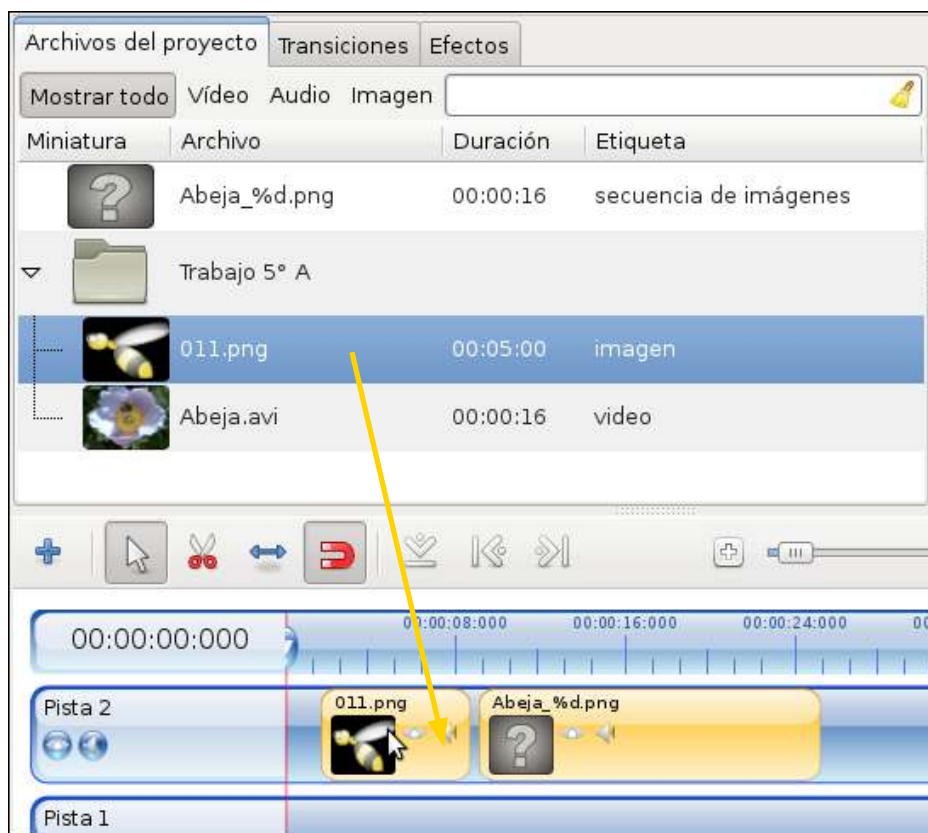 Archivos del proyecto Transiciones Efectos
Mostrar todo Vídeo Audio Imagen
Miniatura Archivo Duración Etiqueta
Abeja_%d.png 00:00:16 secuencia de imágenes
Trabajo 5° A
011.png 00:05:00 imagen
Abeja.avi 00:00:16 video
00:00:00:000 00:00:08:000 00:00:16:000 00:00:24:000 00
Pista 2 011.png Abeja_%d.png
Pista 1